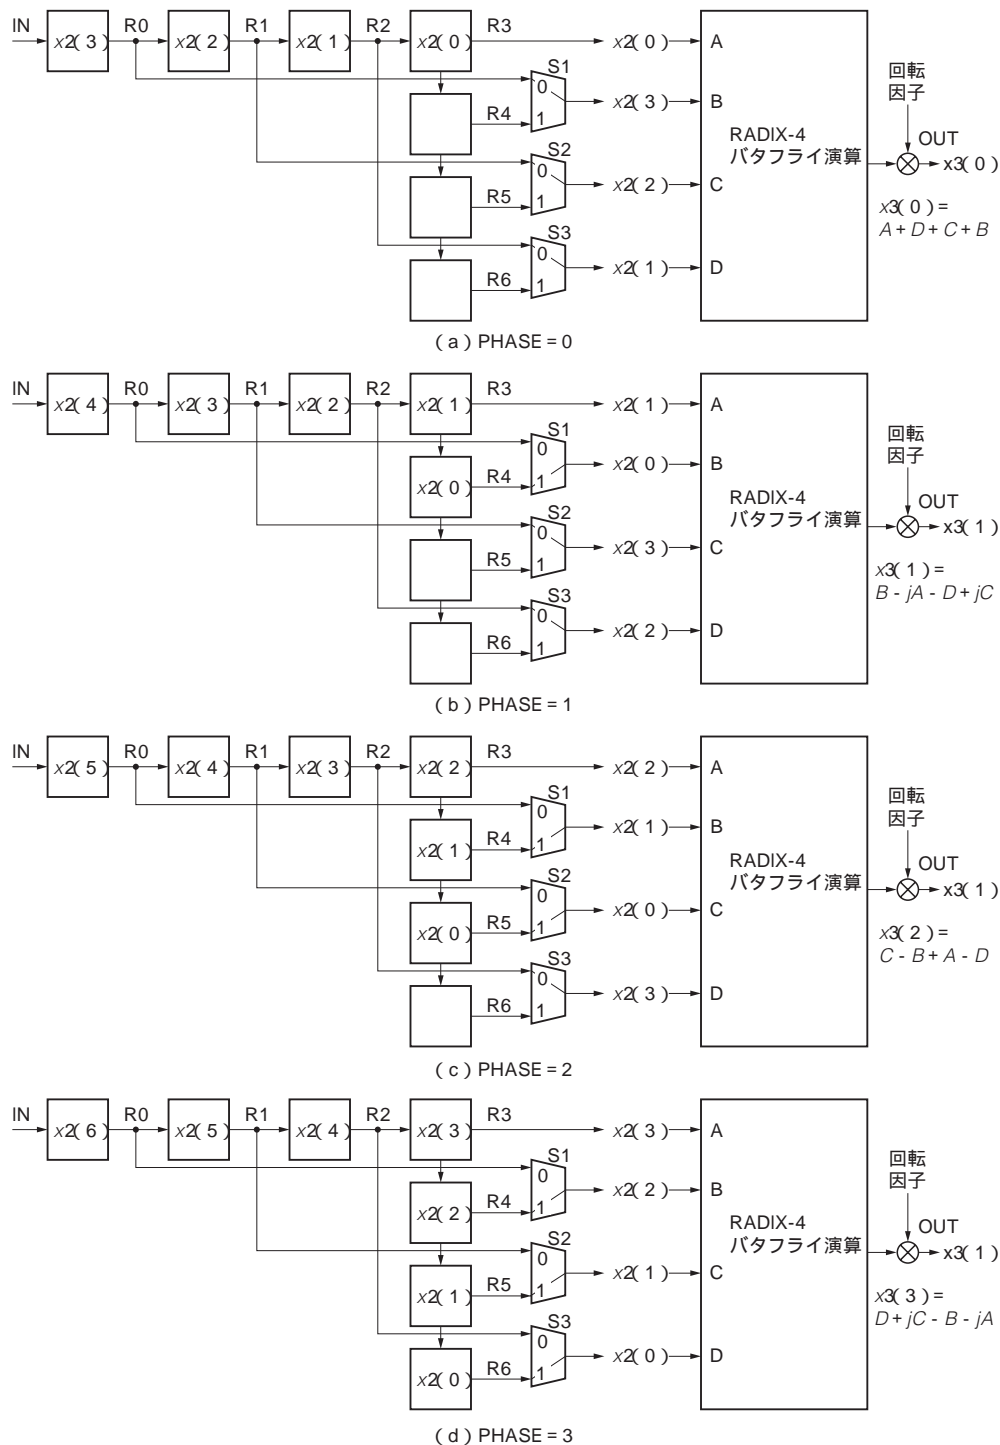 IN x2(3) R0 x2(2) R1 x2(1) R2 x2(0) R3 x2(0) A
S1
0
1
R4
x2(3) B
S2
0
1
R5
x2(2) C
S3
0
1
R6
x2(1) D
RADIX-4
バタフライ演算
回転
因子
OUT
x3(0)
x3(0)=
A+D+C+B
(a)PHASE=0
IN x2(4) R0 x2(3) R1 x2(2) R2 x2(1) R3 x2(1) A
S1
0
1
x2(0) R4
x2(0) B
S2
0
1
R5
x2(3) C
S3
0
1
R6
x2(2) D
RADIX-4
バタフライ演算
回転
因子
OUT
x3(1)
x3(1)=
B-jA-D+jC
(b)PHASE=1
IN x2(5) R0 x2(4) R1 x2(3) R2 x2(2) R3 x2(2) A
S1
0
1
x2(1) R4
x2(1) B
S2
0
1
x2(0) R5
x2(0) C
S3
0
1
R6
x2(3) D
RADIX-4
バタフライ演算
回転
因子
OUT
x3(1)
x3(2)=
C-B+A-D
(c)PHASE=2
IN x2(6) R0 x2(5) R1 x2(4) R2 x2(3) R3 x2(3) A
S1
0
1
x2(2) R4
x2(2) B
S2
0
1
x2(1) R5
x2(1) C
S3
0
1
x2(0) R6
x2(0) D
RADIX-4
バタフライ演算
回転
因子
OUT
x3(1)
x3(3)=
D+jC-B-jA
(d)PHASE=3